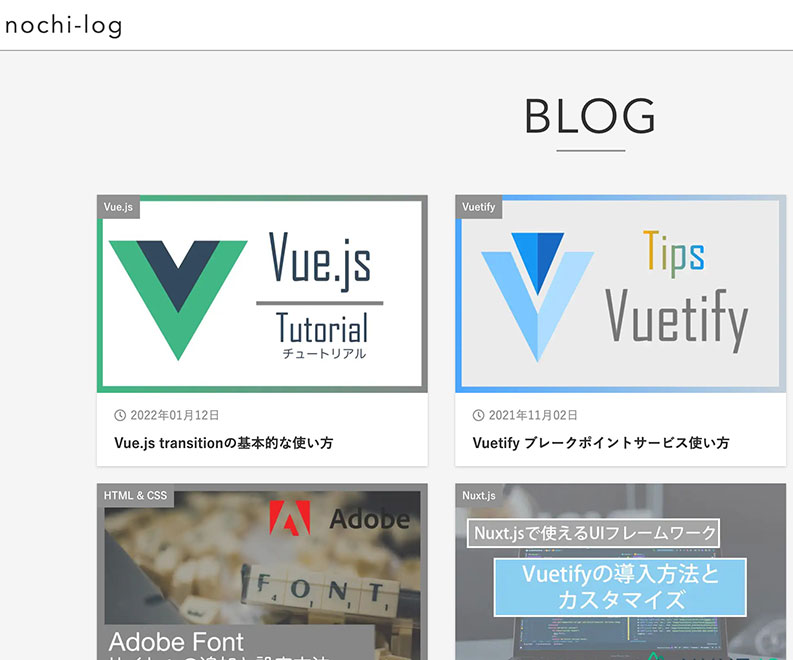 nochi-log
BLOG
Vue.js
Vue.js
Tutorial
チュートリアル
2022年01月12日
Vue.js transitionの基本的な使い方
Vuetify
Tips
Vuetify
2021年11月02日
Vuetify ブレークポイントサービス使い方
HTML & CSS
Adobe
FONT
Adobe Font
Nuxt.js
Nuxt.jsで使えるUIフレームワーク
Vuetifyの導入方法と
カスタマイズ